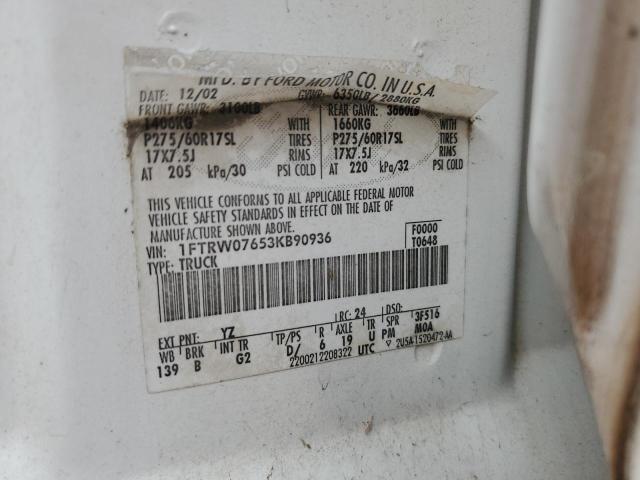 MFD. BY FORD MOTOR CO. IN U.S.A.
DATE: 12/02 GVWR: 6350LB/2880KG
FRONT GAWR: 3100LB REAR GAWR: 3660LB
1406KG WITH 1660KG WITH
P275/60R17SL TIRES P275/60R17SL TIRES
17X7.5J RIMS 17X7.5J RIMS
AT 205 kPa/30 PSI COLD AT 220 kPa/32 PSI COLD
THIS VEHICLE CONFORMS TO ALL APPLICABLE FEDERAL MOTOR
VEHICLE SAFETY STANDARDS IN EFFECT ON THE DATE OF
MANUFACTURE SHOWN ABOVE.
VIN: 1FTRW07653KB90936 F0000
TYPE: TRUCK T0648
EXT PNT: YZ RC: 24 DSO: 3F516
WB BRK INT TR TP/PS R AXLE TR SPR M0A
139 B G2 D/ 6 19 U PM
2200212208322 UTC ▽ 2U5A-1520472-AA